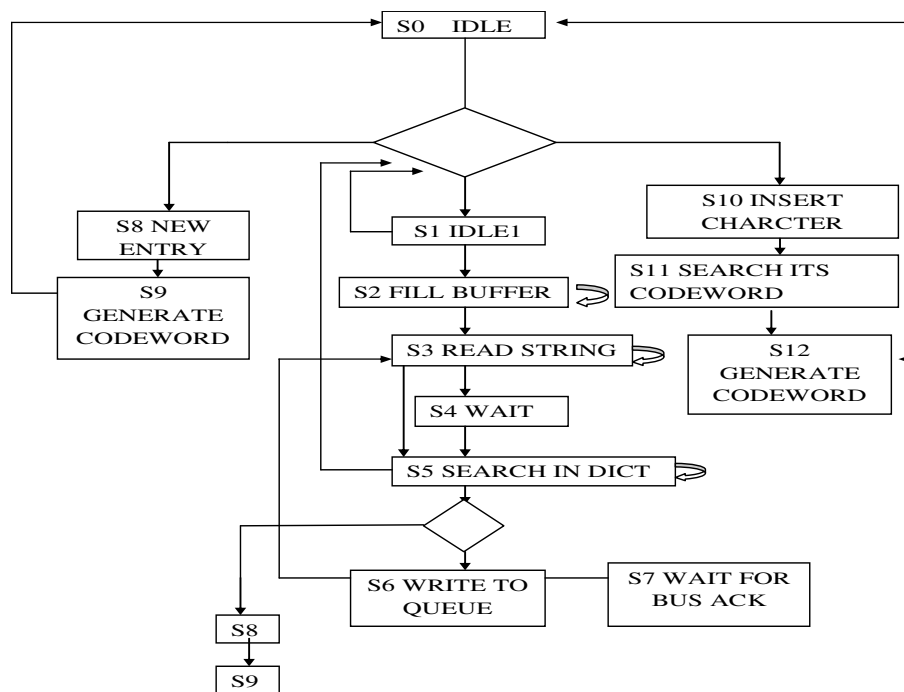 S0 IDLE
S8 NEW
ENTRY
S9
GENERATE
CODEWORD
S1 IDLE1
S2 FILL BUFFER
S3 READ STRING
S4 WAIT
S5 SEARCH IN DICT
S6 WRITE TO
QUEUE
S7 WAIT FOR
BUS ACK
S8
S9
S10 INSERT
CHARCTER
S11 SEARCH ITS
CODEWORD
S12
GENERATE
CODEWORD